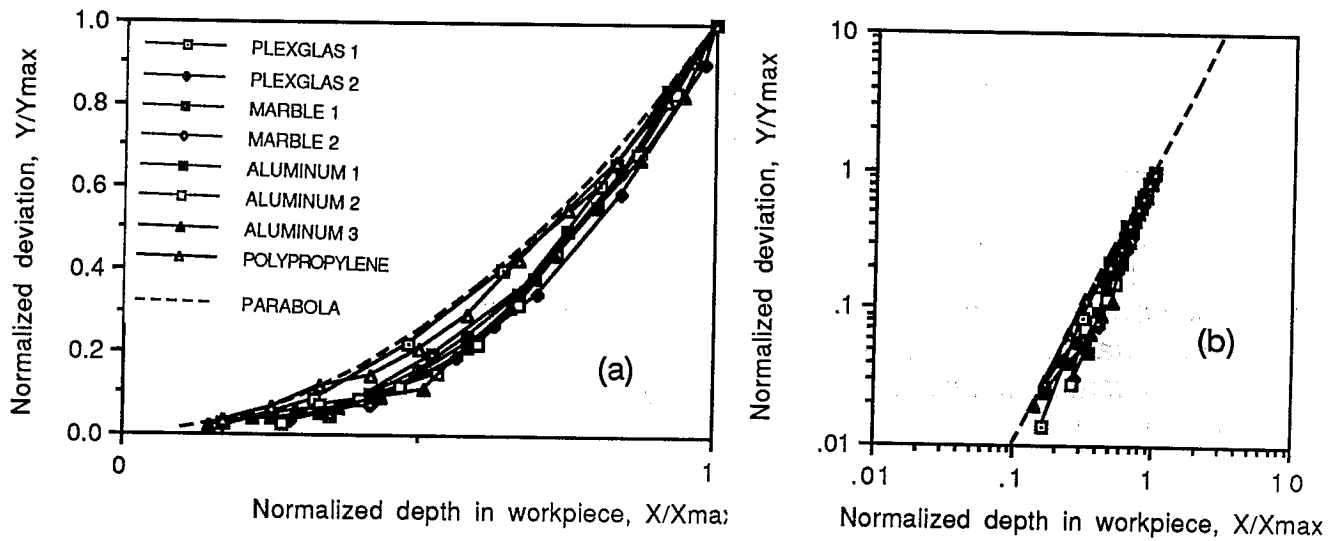 Normalized deviation, Y/Ymax
1.0
0.8
0.6
0.4
0.2
0.0
0
1
PLEXGLAS 1
PLEXGLAS 2
MARBLE 1
MARBLE 2
ALUMINUM 1
ALUMINUM 2
ALUMINUM 3
POLYPROPYLENE
PARABOLA
(a)
Normalized depth in workpiece, X/Xmax
Normalized deviation, Y/Ymax
10
1
.1
.01
.01
.1
1
10
(b)
Normalized depth in workpiece, X/Xmax